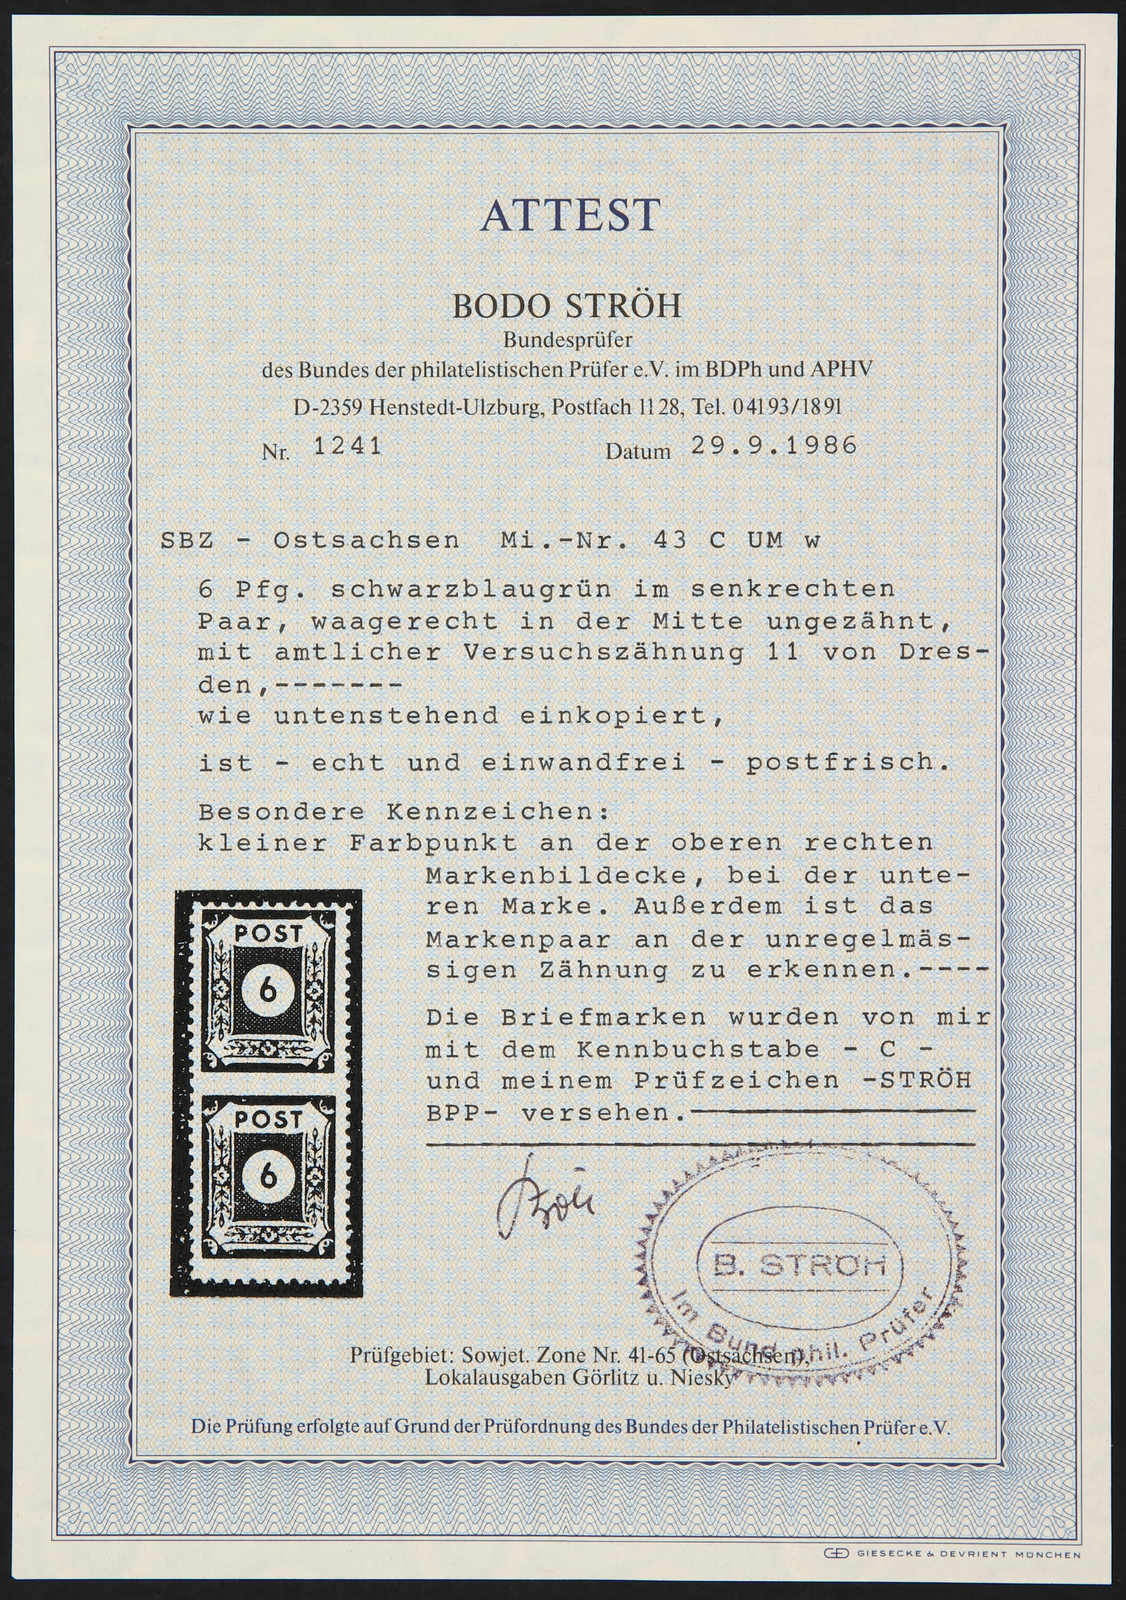 ATTEST
BODO STRÖH
Bundesprüfer
des Bundes der philatelistischen Prüfer e.V. im BDPh und APHV
D-2359 Henstedt-Ulzburg, Postfach 1128, Tel. 04193/1891
Nr. 1241 Datum 29.9.1986
SBZ - Ostsachsen Mi.-Nr. 43 C UM w
6 Pfg. schwarzblaugrün im senkrechten
Paar, waagerecht in der Mitte ungezähnt,
mit amtlicher Versuchszähnung 11 von Dres-
den,-------
wie untenstehend einkopiert,
ist - echt und einwandfrei - postfrisch.
Besondere Kennzeichen:
kleiner Farbpunkt an der oberen rechten
Markenbildecke, bei der unte-
ren Marke. Außerdem ist das
Markenpaar an der unregelmäs-
sigen Zähnung zu erkennen.----
Die Briefmarken wurden von mir
mit dem Kennbuchstabe - C -
und meinem Prüfzeichen -STRÖH
BPP- versehen.
POST
6
POST
6
Ströh
B. STRÖH
Im Bund phil. Prüfer
Prüfgebiet: Sowjet. Zone Nr. 41-65 (Ostsachsen),
Lokalausgaben Görlitz u. Niesky
Die Prüfung erfolgte auf Grund der Prüfordnung des Bundes der Philatelistischen Prüfer e.V.
GIESECKE & DEVRIENT MÜNCHEN